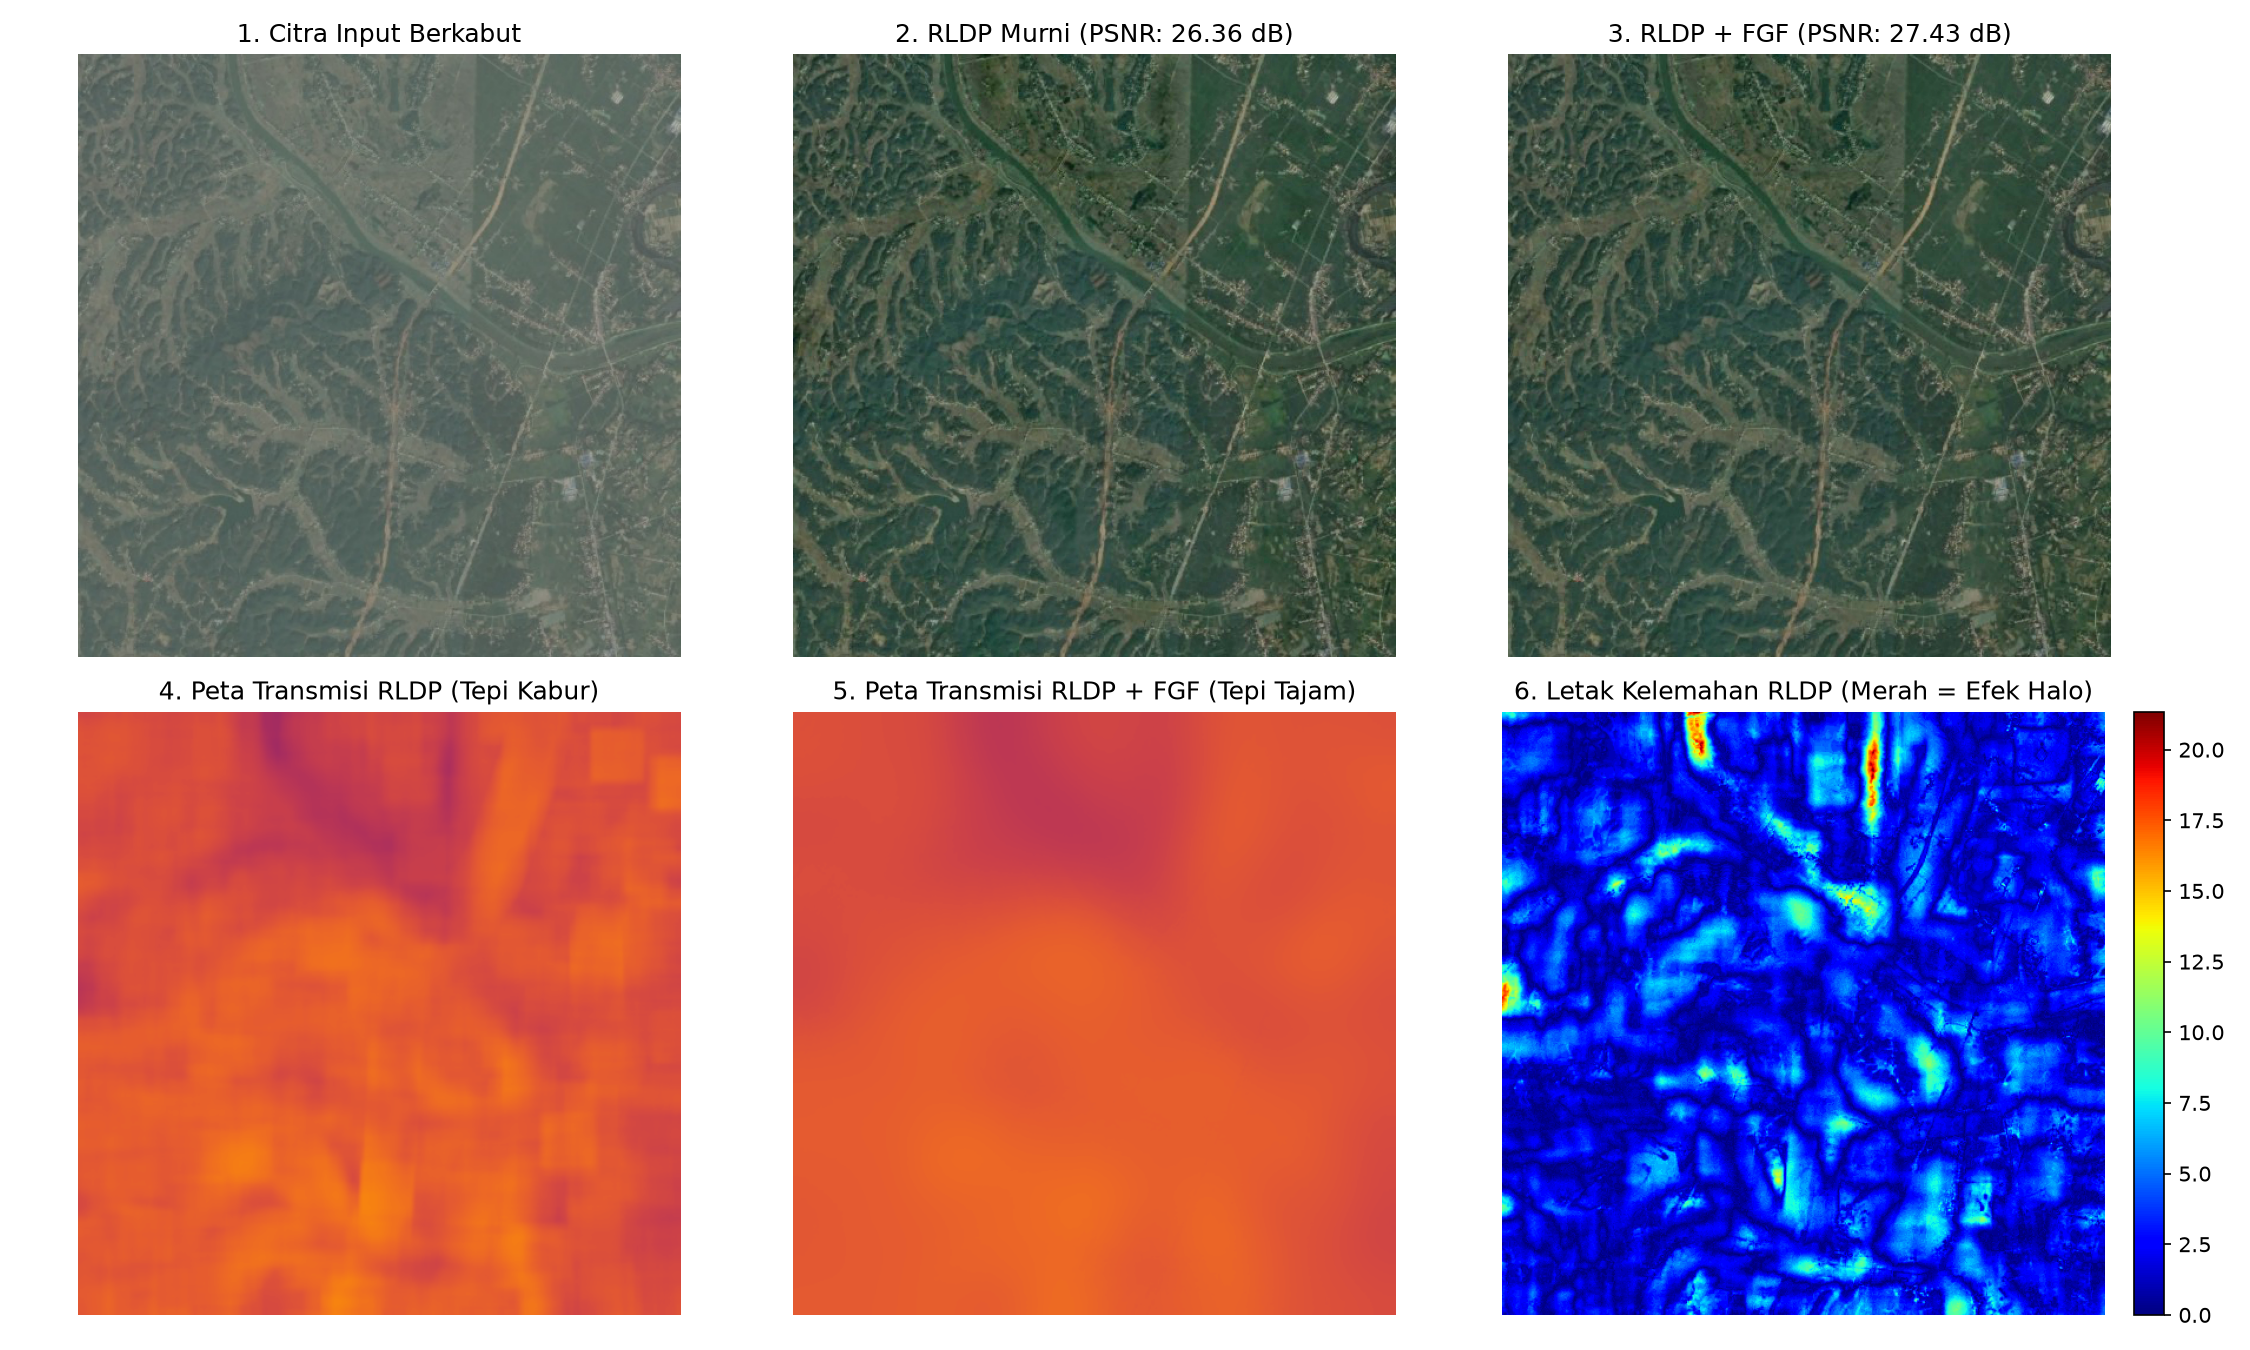 1. Citra Input Berkabut
2. RLDP Murni (PSNR: 26.36 dB)
3. RLDP + FGF (PSNR: 27.43 dB)
4. Peta Transmisi RLDP (Tepi Kabur)
5. Peta Transmisi RLDP + FGF (Tepi Tajam)
6. Letak Kelemahan RLDP (Merah = Efek Halo)
20.0
17.5
15.0
12.5
10.0
7.5
5.0
2.5
0.0